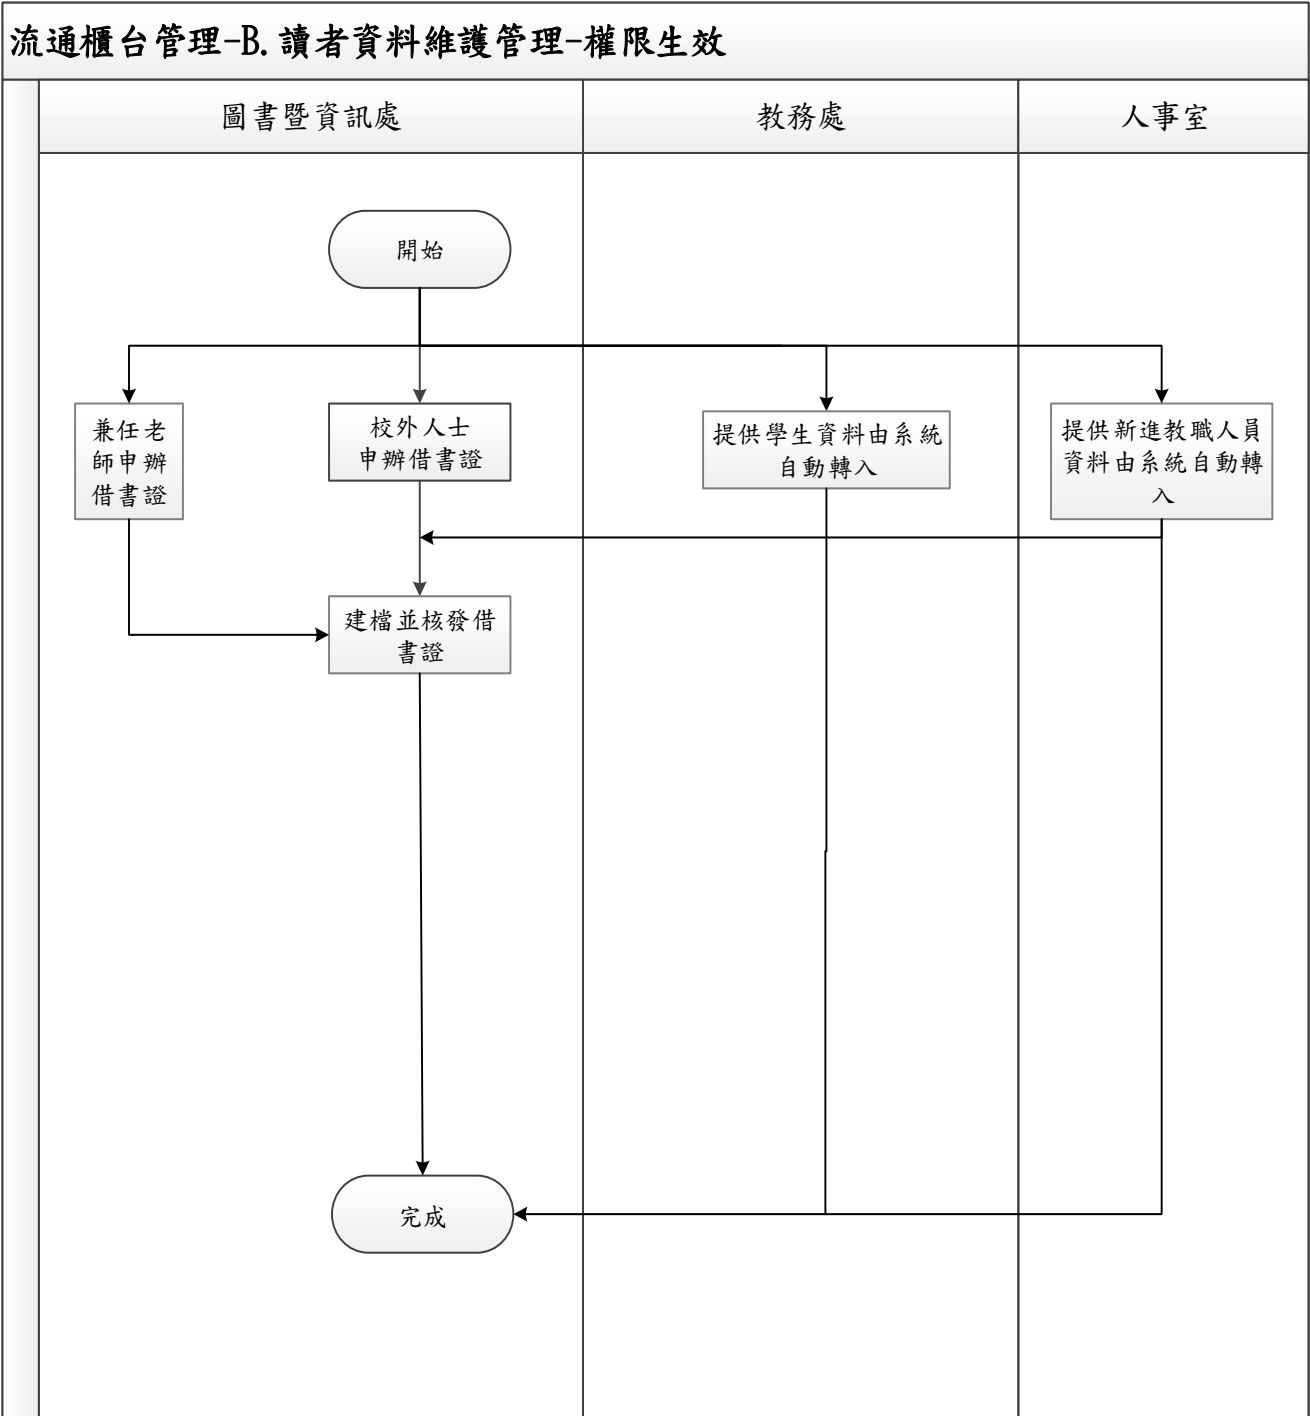 流通櫃台管理-B.讀者資料維護管理-權限生效
圖書暨資訊處
教務處
人事室
開始
兼任老
師申辦
借書證
校外人士
申辦借書證
提供學生資料由系統
自動轉入
提供新進教職人員
資料由系統自動轉
入
建檔並核發借
書證
完成